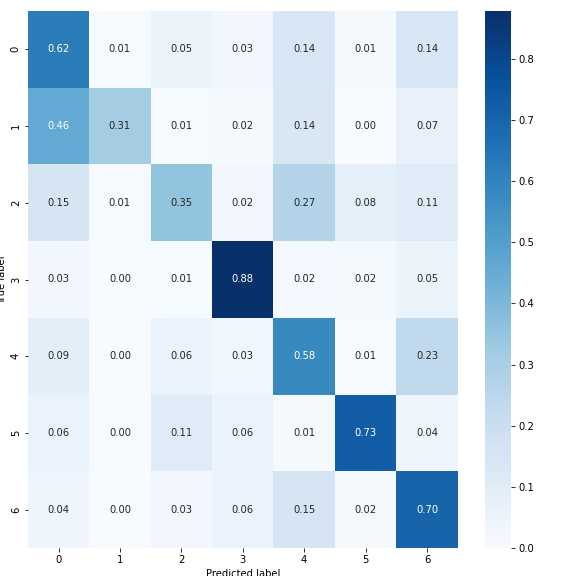 0 0.62 0.01 0.05 0.03 0.14 0.01 0.14
1 0.46 0.31 0.01 0.02 0.14 0.00 0.07
2 0.15 0.01 0.35 0.02 0.27 0.08 0.11
3 0.03 0.00 0.01 0.88 0.02 0.02 0.05
4 0.09 0.00 0.06 0.03 0.58 0.01 0.23
5 0.06 0.00 0.11 0.06 0.01 0.73 0.04
6 0.04 0.00 0.03 0.06 0.15 0.02 0.70
0 1 2 3 4 5 6
True label
Predicted label
0.8
0.7
0.6
0.5
0.4
0.3
0.2
0.1
0.0